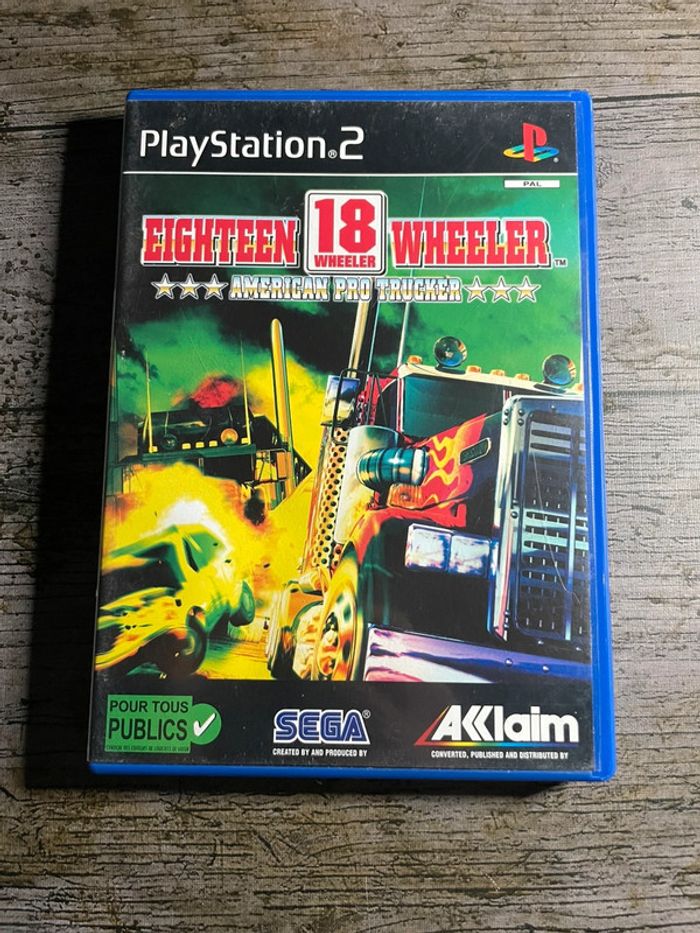 PlayStation®2
PAL
EIGHTEEN 18 WHEELER WHEELER™
AMERICAN PRO TRUCKER
POUR TOUS
PUBLICS
SEGA®
CREATED BY AND PRODUCED BY
AKKlaim
CONVERTED, PUBLISHED AND DISTRIBUTED BY